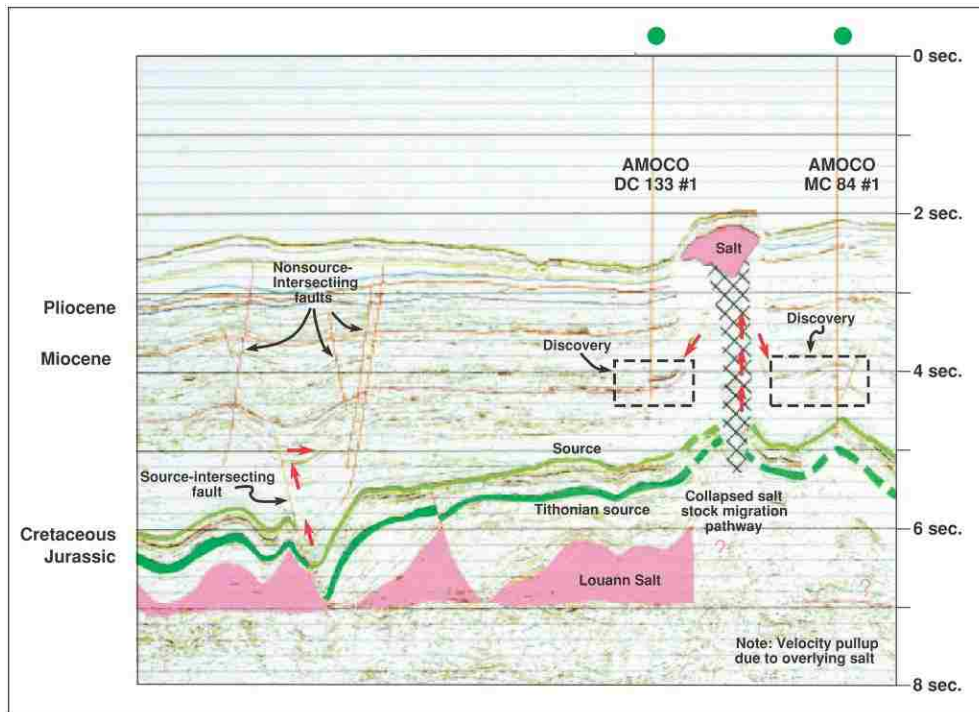 0 sec.
AMOCO
DC 133 #1
AMOCO
MC 84 #1
2 sec.
Salt
Nonsource-
Intersectiing
faults
Pliocene
Discovery
Miocene
Discovery
4 sec.
Source
Source-intersecting
fault
Tithonian source
Collapsed salt
stock migration
pathway
Cretaceous
6 sec.
Jurassic
?
Louann Salt
?
Note: Velocity pullup
due to overlying salt
8 sec.